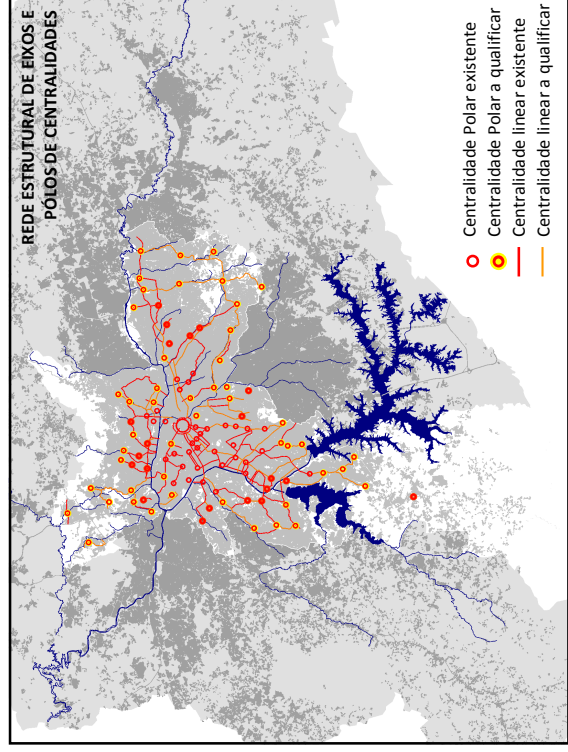 REDE ESTRUTURAL DE EIXOS E
PÓLOS DE CENTRALIDADES
Centralidade Polar existente
Centralidade Polar a qualificar
Centralidade linear existente
Centralidade linear a qualificar